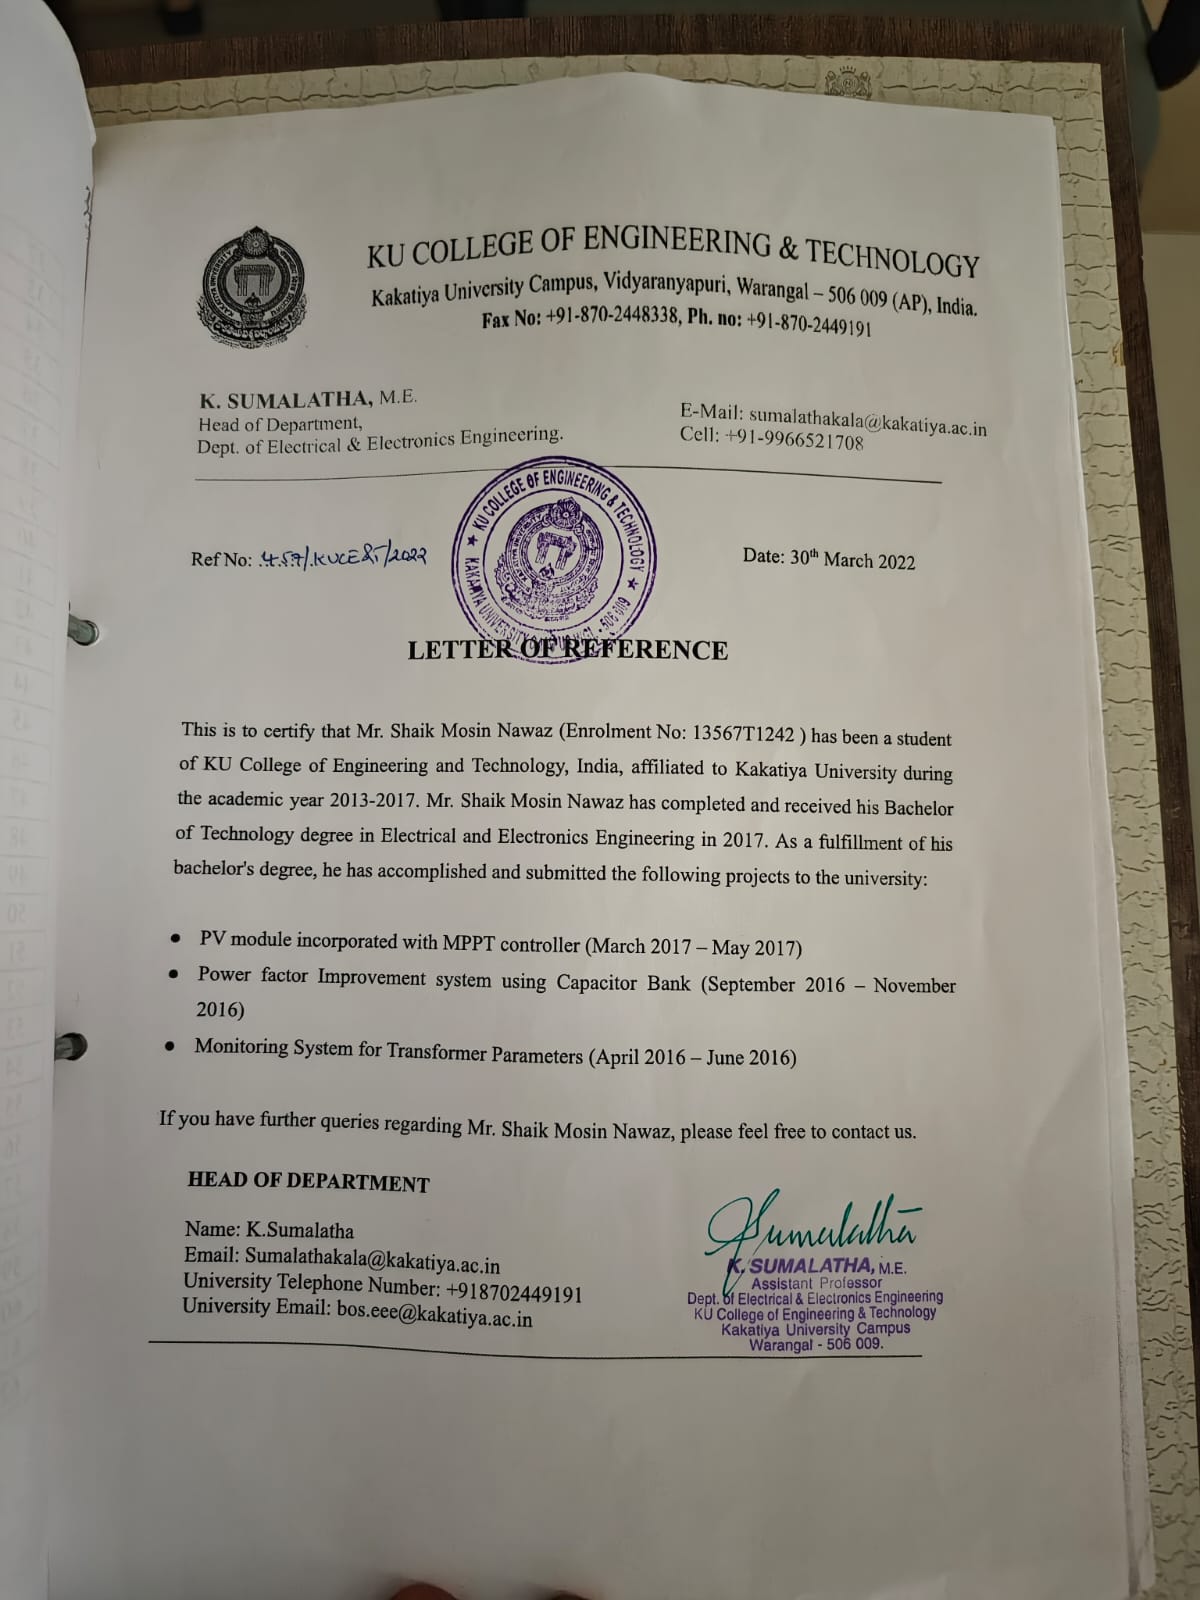 KU COLLEGE OF ENGINEERING & TECHNOLOGY
Kakatiya University Campus, Vidyaranyapuri, Warangal – 506 009 (AP), India.
Fax No: +91-870-2448338, Ph. no: +91-870-2449191
K. SUMALATHA, M.E.
Head of Department,
Dept. of Electrical & Electronics Engineering.
E-Mail: sumalathakala@kakatiya.ac.in
Cell: +91-9966521708
KU COLLEGE OF ENGINEERING & TECHNOLOGY
KAKATIYA UNIVERSITY 506 009
Ref No: 457/KUCE&T/2022
Date: 30th March 2022
LETTER OF REFERENCE
This is to certify that Mr. Shaik Mosin Nawaz (Enrolment No: 13567T1242 ) has been a student
of KU College of Engineering and Technology, India, affiliated to Kakatiya University during
the academic year 2013-2017. Mr. Shaik Mosin Nawaz has completed and received his Bachelor
of Technology degree in Electrical and Electronics Engineering in 2017. As a fulfillment of his
bachelor's degree, he has accomplished and submitted the following projects to the university:
• PV module incorporated with MPPT controller (March 2017 – May 2017)
• Power factor Improvement system using Capacitor Bank (September 2016 – November
2016)
• Monitoring System for Transformer Parameters (April 2016 – June 2016)
If you have further queries regarding Mr. Shaik Mosin Nawaz, please feel free to contact us.
HEAD OF DEPARTMENT
Name: K.Sumalatha
Email: Sumalathakala@kakatiya.ac.in
University Telephone Number: +918702449191
University Email: bos.eee@kakatiya.ac.in
Sumalatha
K. SUMALATHA, M.E.
Assistant Professor
Dept. of Electrical & Electronics Engineering
KU College of Engineering & Technology
Kakatiya University Campus
Warangal - 506 009.